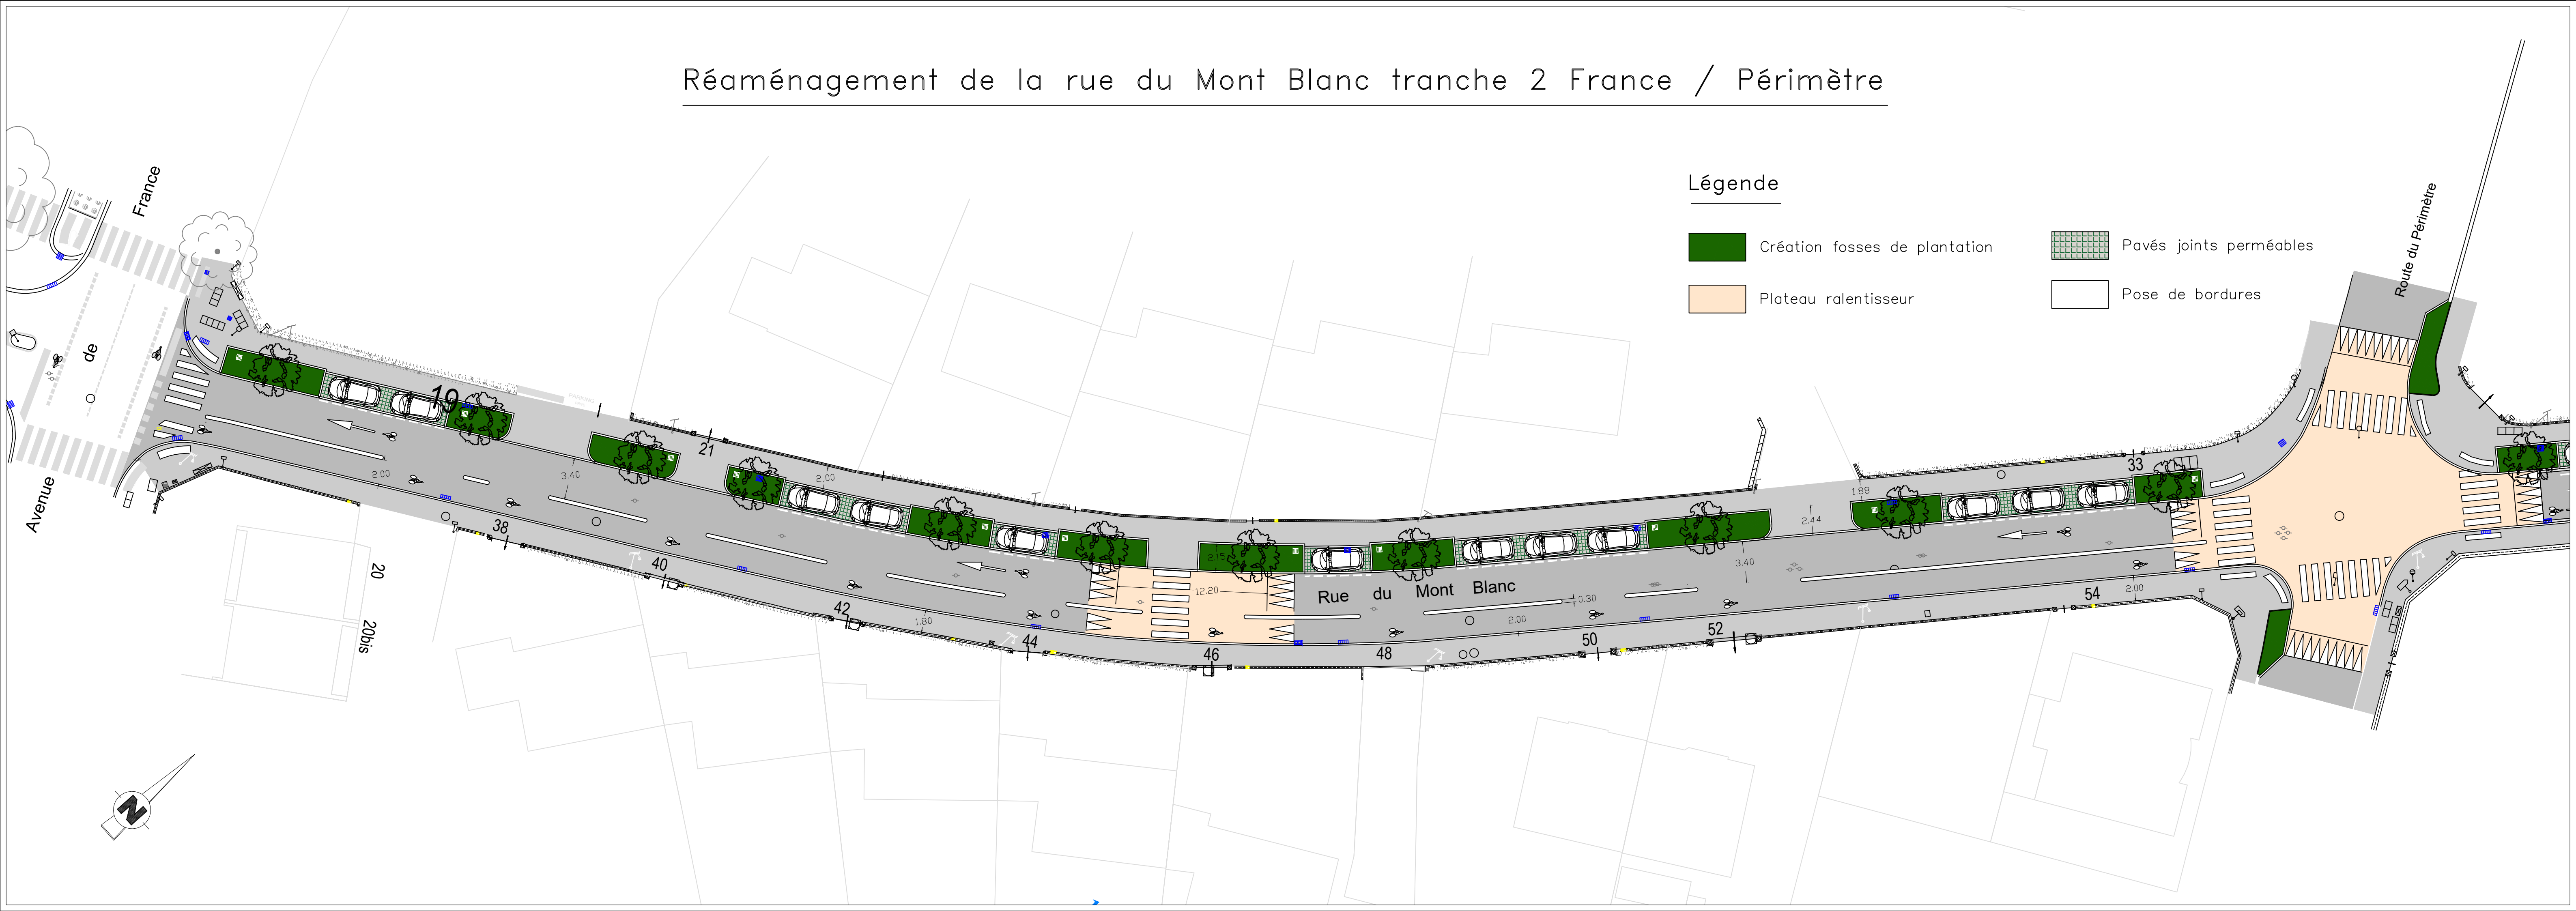 Réaménagement de la rue du Mont Blanc tranche 2 France / Périmètre
Légende
Création fosses de plantation
Pavés joints perméables
Plateau ralentisseur
Pose de bordures
Avenue de France
Route du Périmètre
Rue du Mont Blanc
19
21
33
2.00
3.40
2.00
1.80
2.15
12.20
0.30
2.00
3.40
2.44
1.88
2.00
38
40
42
44
46
48
50
52
54
20
20bis
N